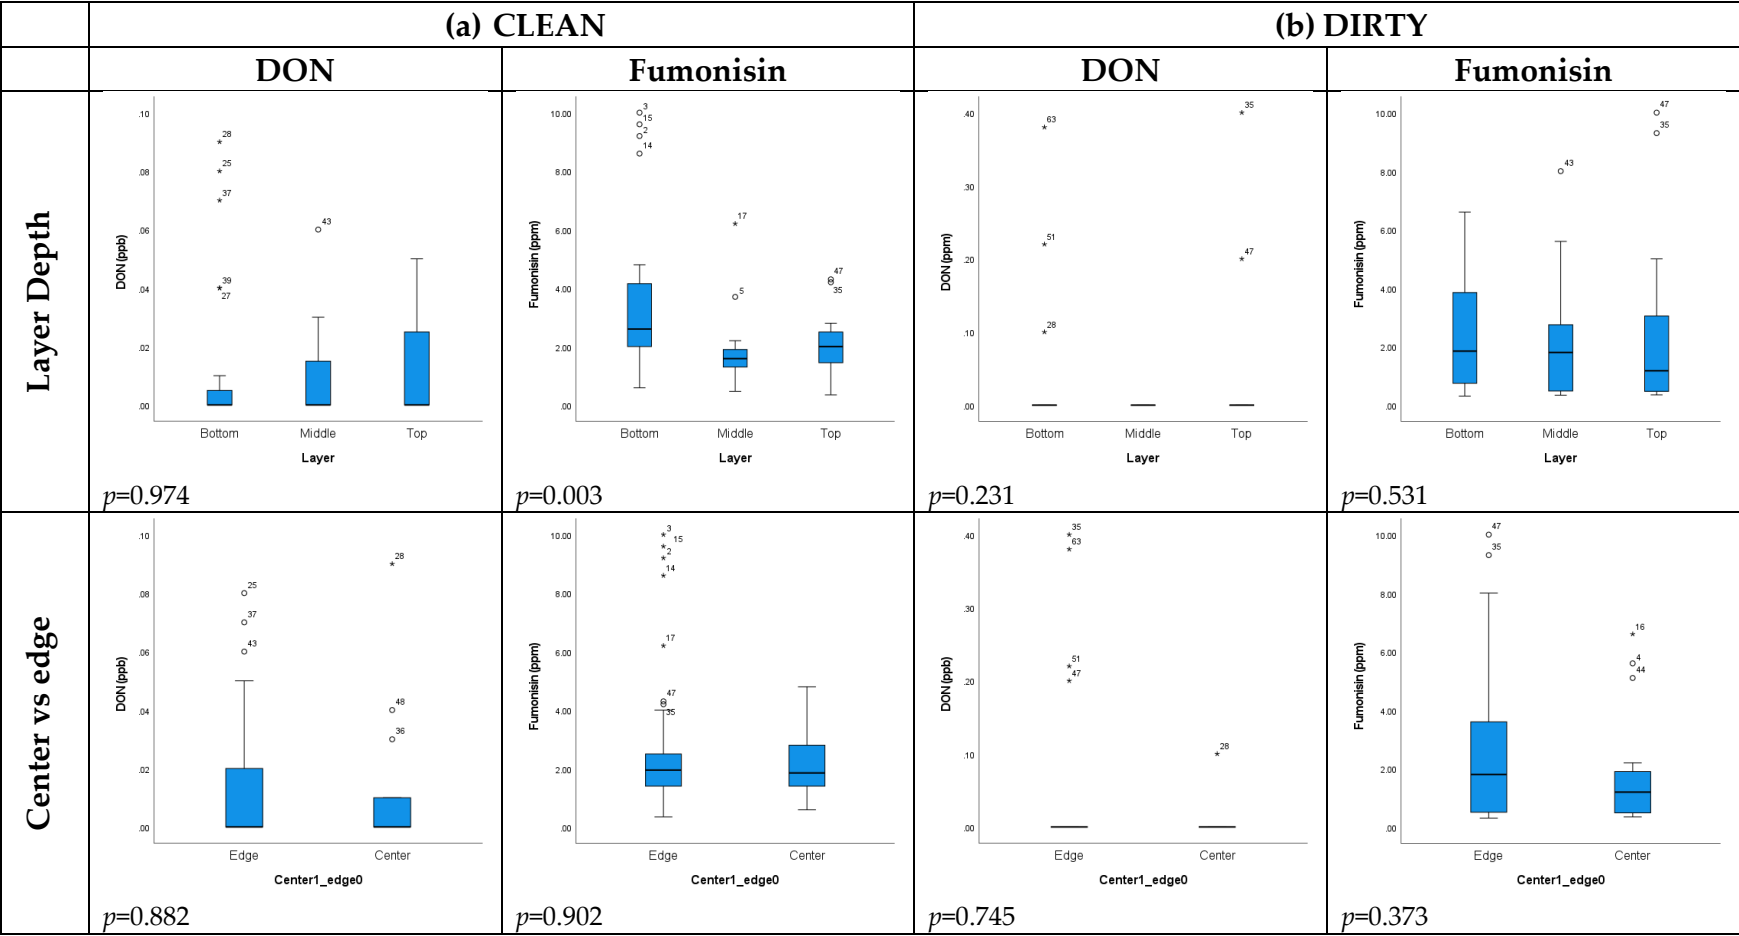 (a) CLEAN
(b) DIRTY
DON
Fumonisin
DON
Fumonisin
Layer Depth
.10
.08
.06
.04
.02
.00
DON (ppb)
28
25
37
39
27
43
Bottom Middle Top
Layer
p=0.974
10.00
8.00
6.00
4.00
2.00
.00
Fumonisin (ppm)
3
15
2
14
17
5
47
35
Bottom Middle Top
Layer
p=0.003
.40
.30
.20
.10
.00
DON (ppm)
63
51
28
35
47
Bottom Middle Top
Layer
p=0.231
10.00
8.00
6.00
4.00
2.00
.00
Fumonisin (ppm)
43
47
35
Bottom Middle Top
Layer
p=0.531
Center vs edge
.10
.08
.06
.04
.02
.00
DON (ppb)
25
37
43
28
48
36
Edge Center
Center1_edge0
p=0.882
10.00
8.00
6.00
4.00
2.00
.00
Fumonisin (ppm)
3
15
2
14
17
47
35
Edge Center
Center1_edge0
p=0.902
.40
.30
.20
.10
.00
DON (ppb)
35
63
51
47
28
Edge Center
Center1_edge0
p=0.745
10.00
8.00
6.00
4.00
2.00
.00
Fumonisin (ppm)
47
35
16
4
44
Edge Center
Center1_edge0
p=0.373